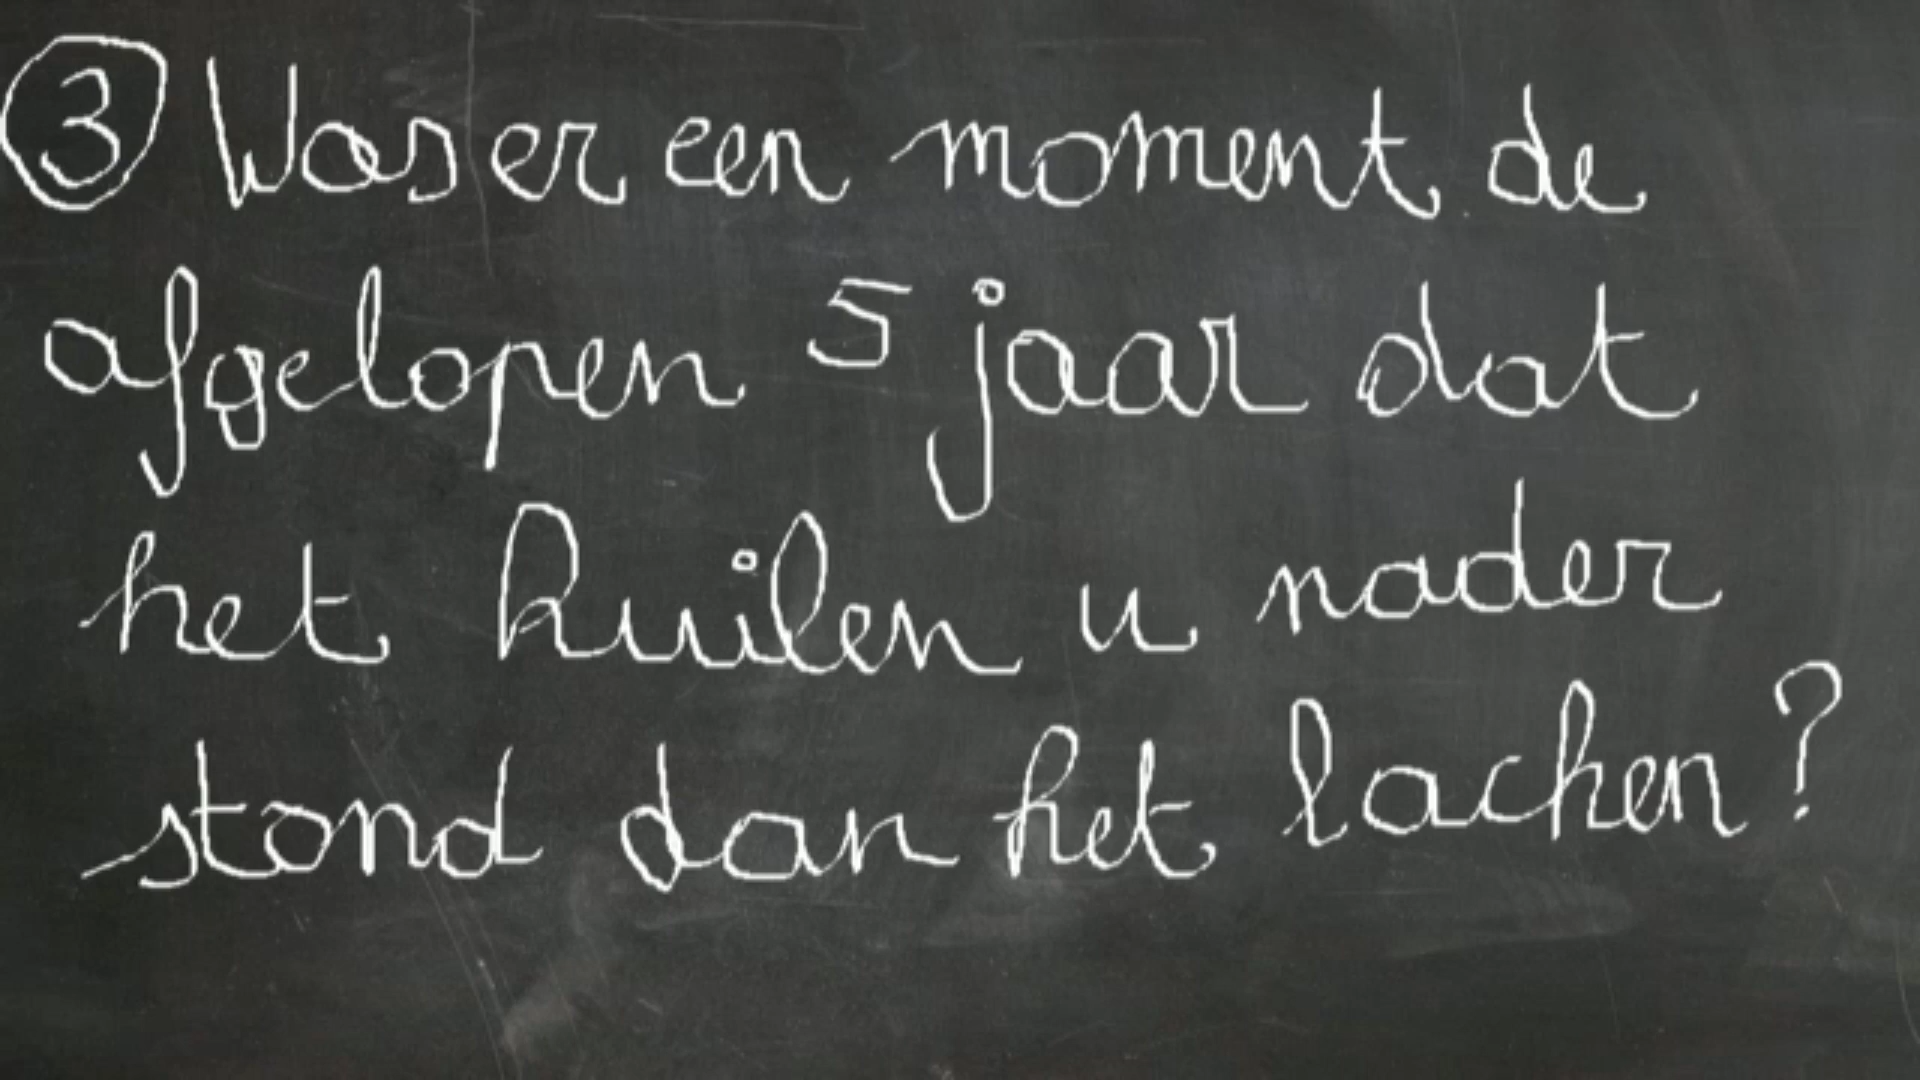 3 Was er een moment de
afgelopen 5 jaar dat
het huilen u nader
stond dan het lachen?